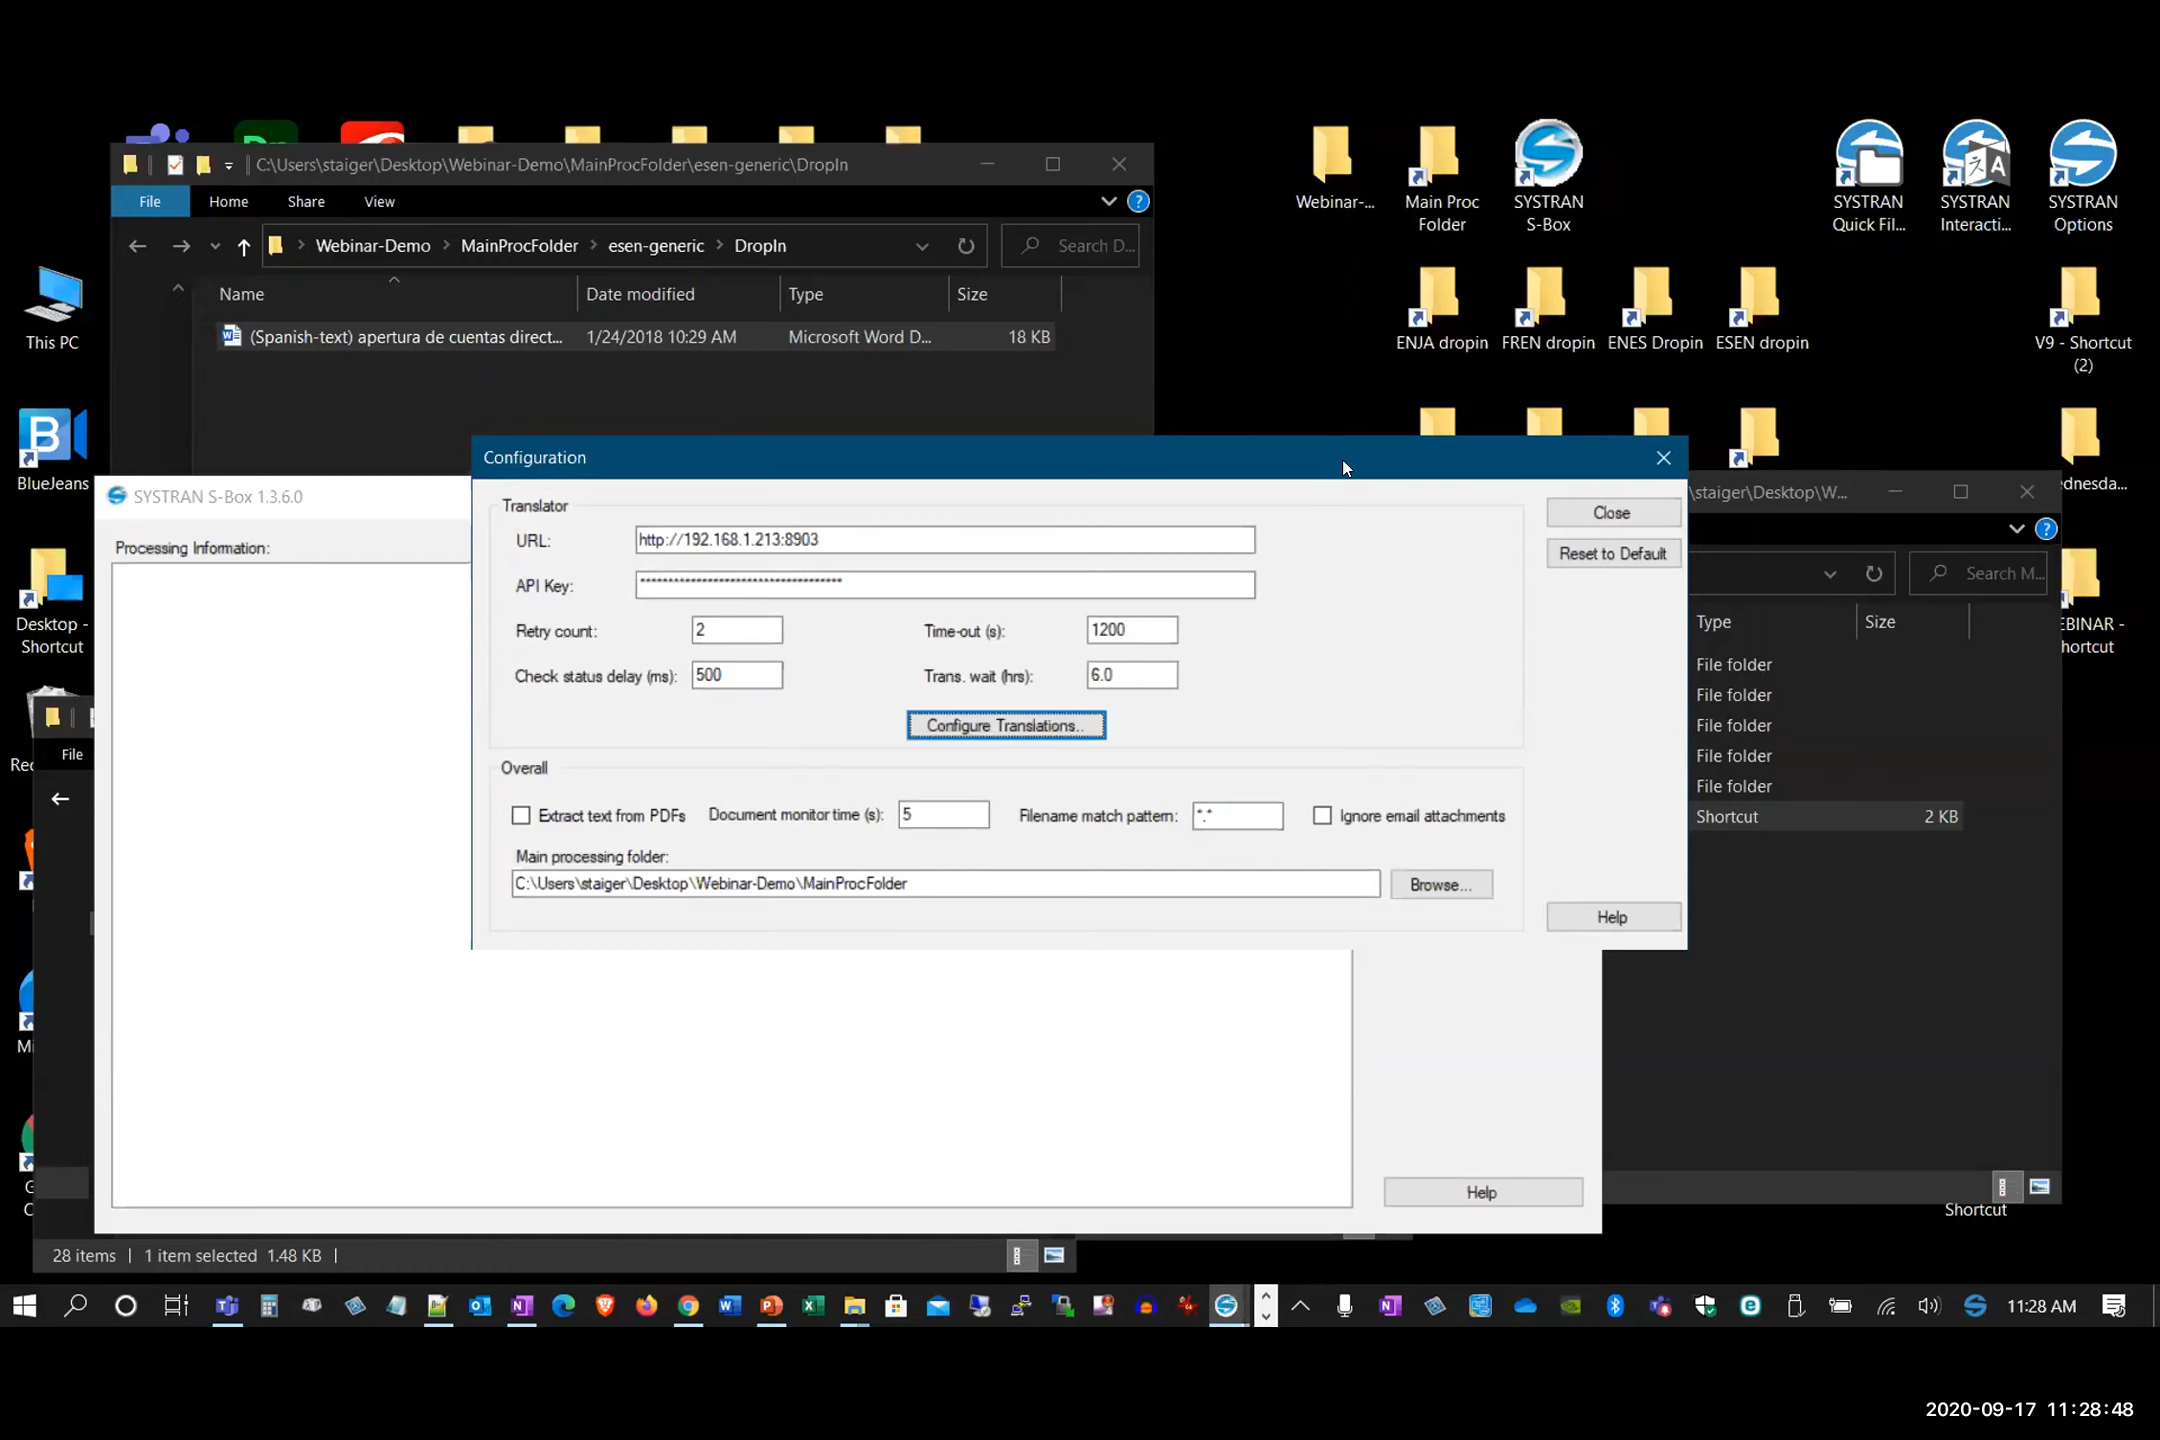 C:\Users\staiger\Desktop\Webinar-Demo\MainProcFolder\esen-generic\DropIn
File Home Share View
Webinar-Demo MainProcFolder esen-generic DropIn Search D...
Name Date modified Type Size
(Spanish-text) apertura de cuentas direct... 1/24/2018 10:29 AM Microsoft Word D... 18 KB
Webinar-...
Main Proc
Folder
SYSTRAN
S-Box
SYSTRAN
Quick Fil...
SYSTRAN
Interacti...
SYSTRAN
Options
This PC
ENJA dropin
FREN dropin
ENES Dropin
ESEN dropin
V9 - Shortcut
(2)
BlueJeans
Desktop -
Shortcut
File
SYSTRAN S-Box 1.3.6.0
Processing Information:
Configuration
Translator
URL: http://192.168.1.213:8903
API Key: ************************************
Retry count: 2 Time-out (s): 1200
Check status delay (ms): 500 Trans. wait (hrs): 6.0
Configure Translations..
Overall
Extract text from PDFs Document monitor time (s): 5 Filename match pattern: *.* Ignore email attachments
Main processing folder:
C:\Users\staiger\Desktop\Webinar-Demo\MainProcFolder Browse...
Close
Reset to Default
Help
\staiger\Desktop\W...
Search M...
Type Size
File folder
File folder
File folder
File folder
File folder
Shortcut 2 KB
Help
Shortcut
28 items 1 item selected 1.48 KB
11:28 AM
2020-09-17 11:28:48